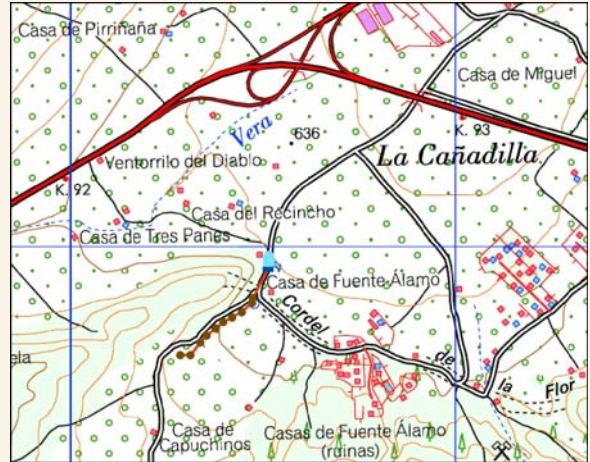 Casa de Pirriñaña
Casa de Miguel
Vera
636
K. 93
La Cañadilla
Ventorrillo del Diablo
K. 92
Casa del Recincho
Casa de Tres Panes
Casa de Fuente Álamo
Cordel
de
la
Flor
ela
Casa de
Capuchinos
Casas de Fuente Álamo
(ruinas)